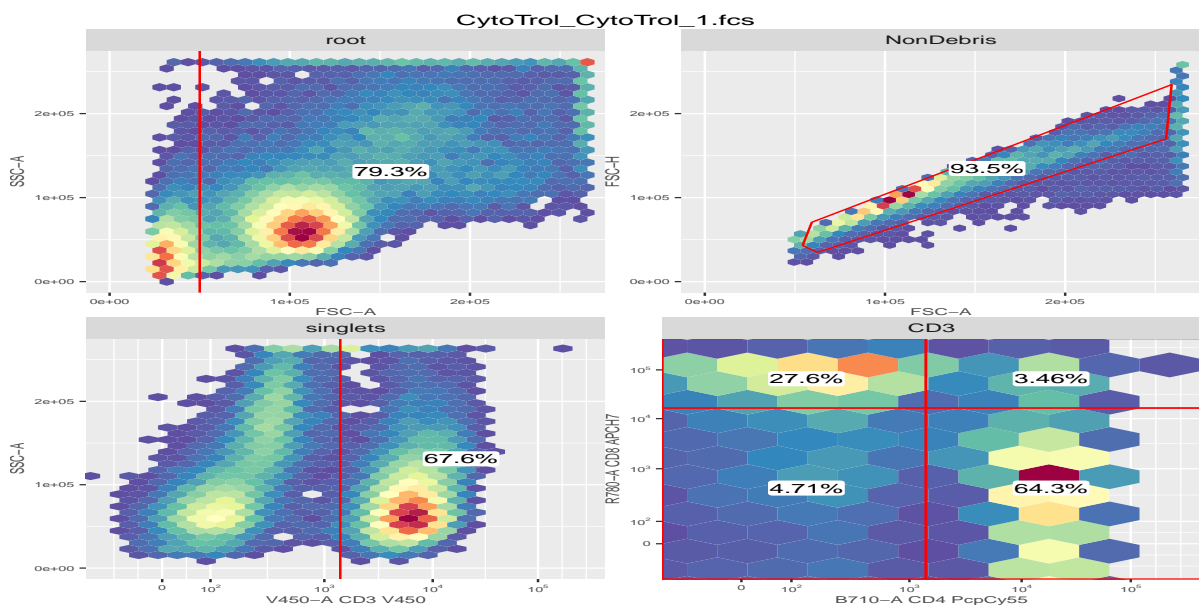 CytoTrol_CytoTrol_1.fcs
root
SSC-A
2e+05
1e+05
0e+00
79.3%
0e+00 1e+05 2e+05
FSC-A
NonDebris
FSC-H
2e+05
1e+05
0e+00
93.5%
0e+00 1e+05 2e+05
FSC-A
singlets
SSC-A
2e+05
1e+05
0e+00
67.6%
0 10² 10³ 10⁴ 10⁵
V450-A CD3 V450
CD3
R780-A CD8 APCH7
10⁵
10⁴
10³
10²
0
27.6% 3.46%
4.71% 64.3%
0 10² 10³ 10⁴ 10⁵
B710-A CD4 PcpCy55